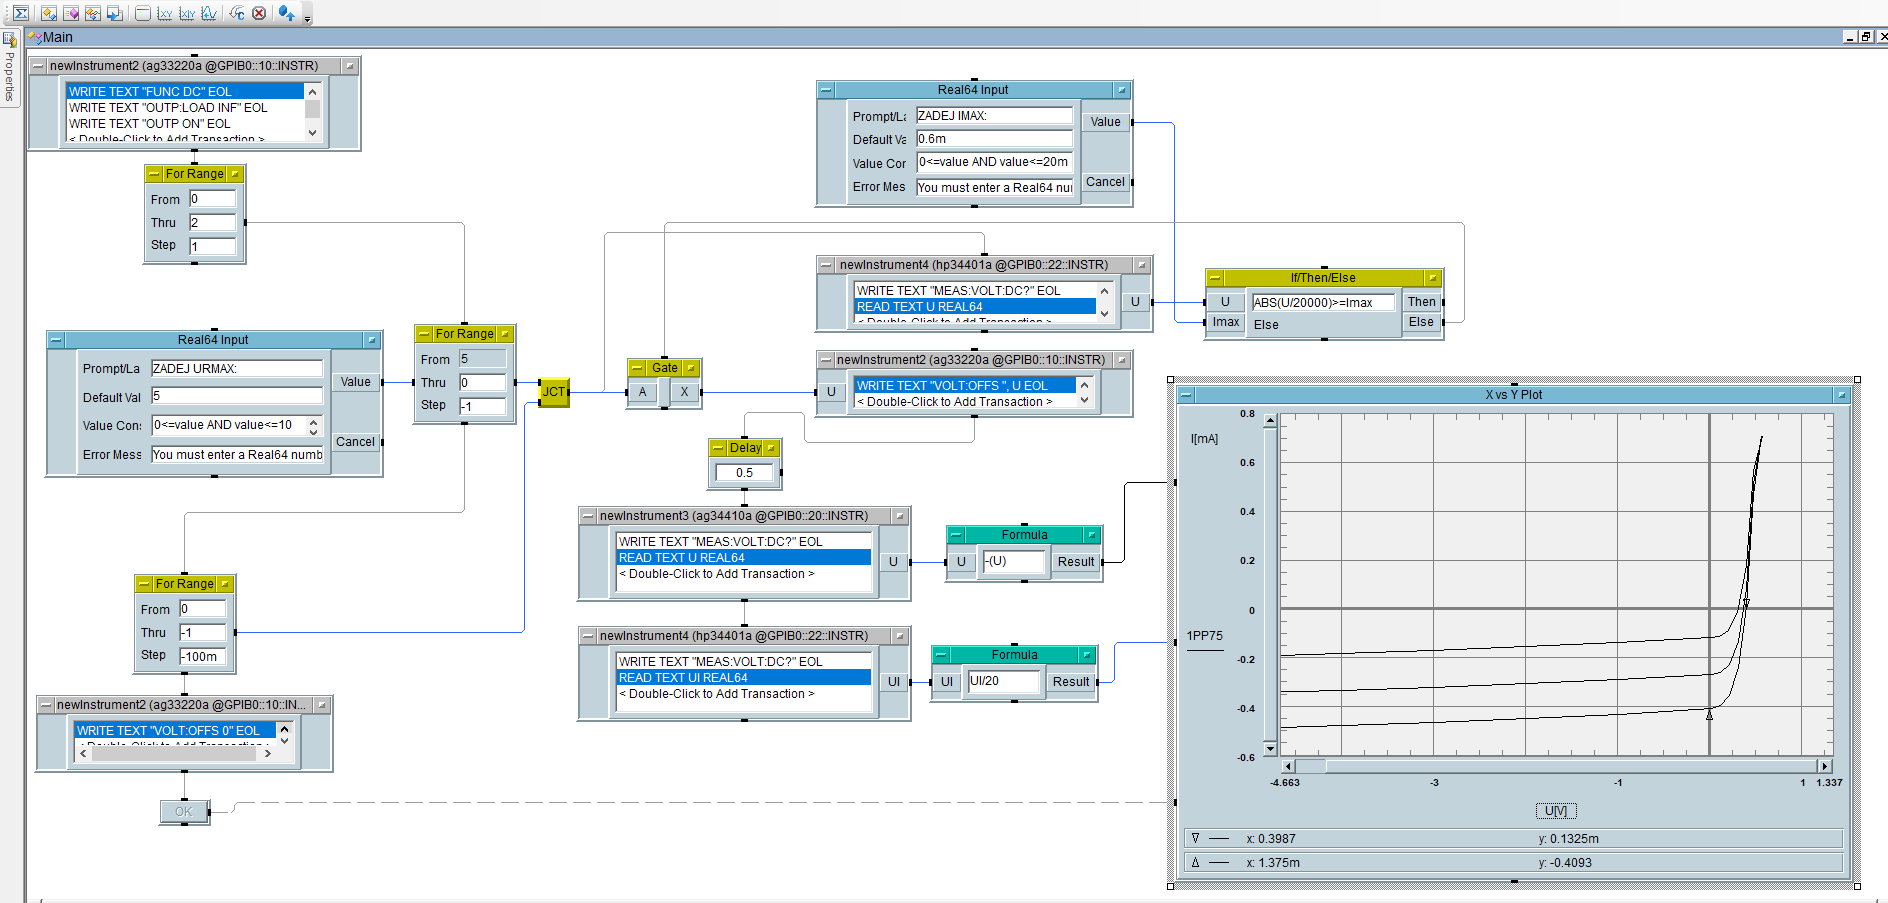 Main
Properties
newInstrument2 (ag33220a @GPIB0::10::INSTR)
WRITE TEXT "FUNC DC" EOL
WRITE TEXT "OUTP:LOAD INF" EOL
WRITE TEXT "OUTP ON" EOL
< Double-Click to Add Transaction >
For Range
From 0
Thru 2
Step 1
Real64 Input
Prompt/La ZADEJ IMAX:
Default Va 0.6m
Value Cor 0<=value AND value<=20m
Error Mes You must enter a Real64 nu
Value
Cancel
newInstrument4 (hp34401a @GPIB0::22::INSTR)
WRITE TEXT "MEAS:VOLT:DC?" EOL
READ TEXT U REAL64
< Double-Click to Add Transaction >
U
If/Then/Else
U
Imax
ABS(U/20000)>=Imax
Else
Then
Else
Real64 Input
Prompt/La ZADEJ URMAX:
Default Val 5
Value Con: 0<=value AND value<=10
Error Mess You must enter a Real64 numb
Value
Cancel
For Range
From 5
Thru 0
Step -1
JCT
Gate
A X
newInstrument2 (ag33220a @GPIB0::10::INSTR)
U
WRITE TEXT "VOLT:OFFS ", U EOL
< Double-Click to Add Transaction >
Delay
0.5
newInstrument3 (ag34410a @GPIB0::20::INSTR)
WRITE TEXT "MEAS:VOLT:DC?" EOL
READ TEXT U REAL64
< Double-Click to Add Transaction >
U
Formula
U -(U) Result
newInstrument4 (hp34401a @GPIB0::22::INSTR)
WRITE TEXT "MEAS:VOLT:DC?" EOL
READ TEXT UI REAL64
< Double-Click to Add Transaction >
UI
Formula
UI UI/20 Result
For Range
From 0
Thru -1
Step -100m
newInstrument2 (ag33220a @GPIB0::10::IN...
WRITE TEXT "VOLT:OFFS 0" EOL
< Double-Click to Add Transaction >
OK
X vs Y Plot
I[mA]
1PP75
0.8
0.6
0.4
0.2
0
-0.2
-0.4
-0.6
-4.663 -3 -1 1 1.337
U[V]
x: 0.3987 y: 0.1325m
x: 1.375m y: -0.4093